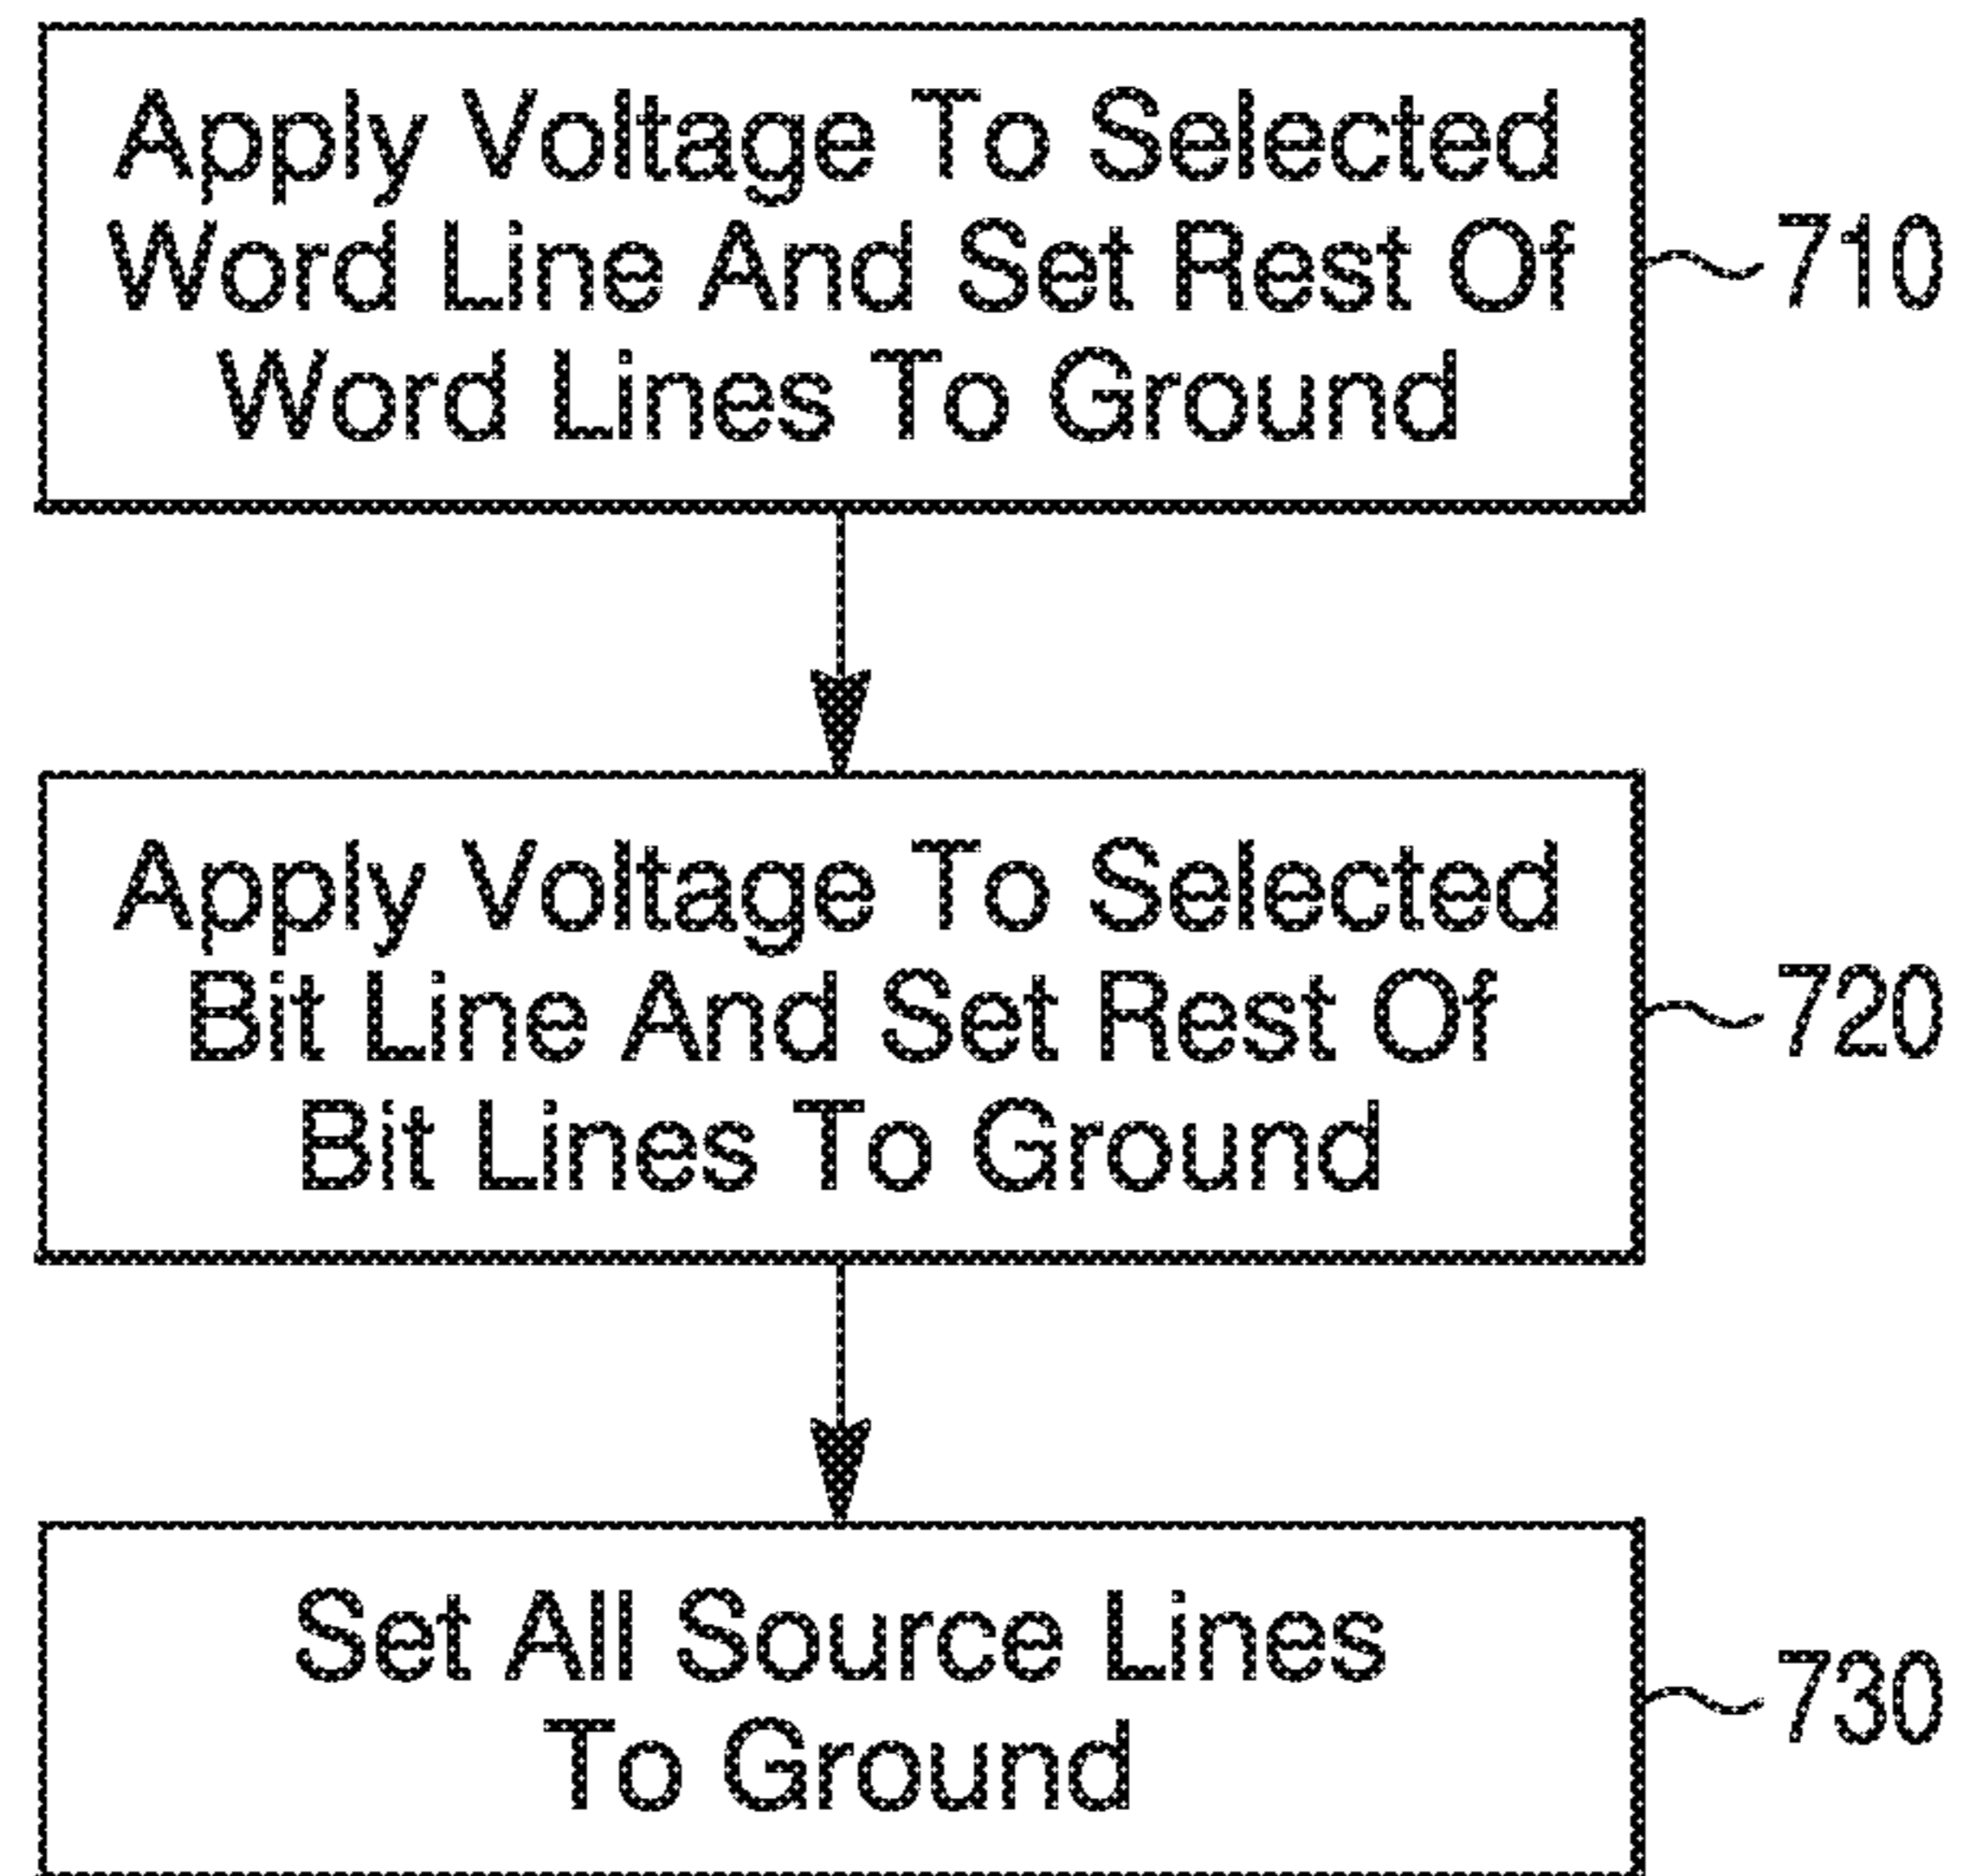 Apply Voltage To Selected
Word Line And Set Rest Of
Word Lines To Ground
710
Apply Voltage To Selected
Bit Line And Set Rest Of
Bit Lines To Ground
720
Set All Source Lines
To Ground
730